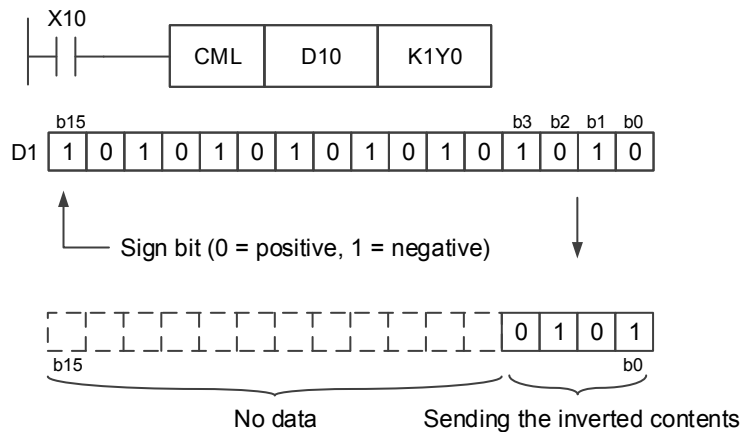 X10
CML D10 K1Y0
b15 b3 b2 b1 b0
D1 1 0 1 0 1 0 1 0 1 0 1 0 1 0 1 0
Sign bit (0 = positive, 1 = negative)
0 1 0 1
b15 b0
No data Sending the inverted contents